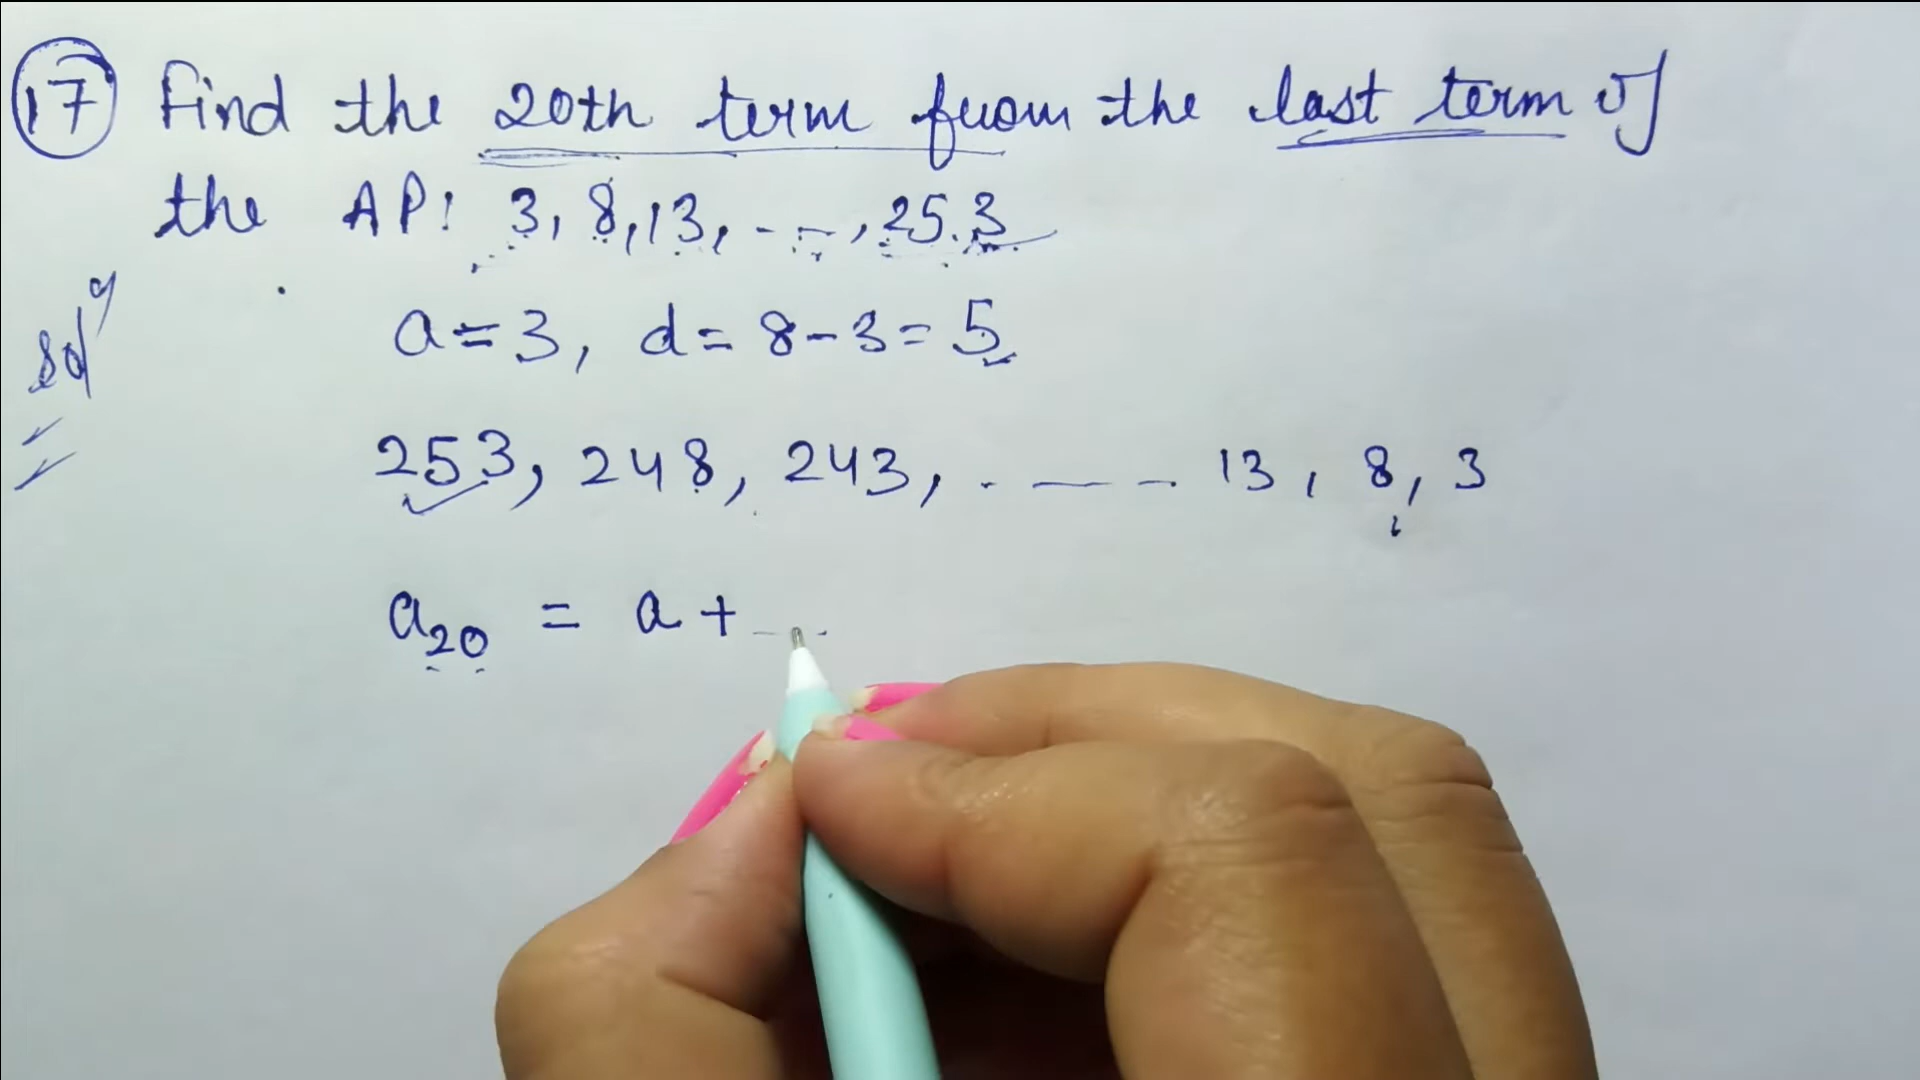 17 Find the 20th term from the last term of
the AP: 3, 8, 13, ..., 253
Solⁿ
a = 3, d = 8 - 3 = 5
253, 248, 243, ..... 13, 8, 3
a₂₀ = a +